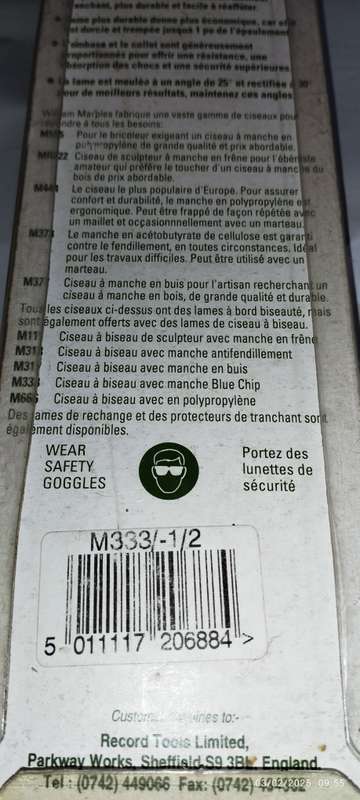 sechant, plus durable et facile à réaffûter.
lame plus durable donne plus économique, car elle
et durcie et trempée jusqu'à 1 po de l'épaulement
L'embase et le collet sont généreusement
proportionnés pour offrir une résistance, une
absorption des chocs et une sécurité supérieures
La lame est meulée à un angle de 25° et rectifiée à 30°
pour de meilleurs résultats, maintenez ces angles
William Marples fabrique une vaste gamme de ciseaux pour
répondre à tous les besoins:
Pour le bricoleur exigeant un ciseau à manche en
polypropylène de grande qualité et prix abordable.
Ciseau de sculpteur à manche en frêne pour l'ébéniste
amateur qui préfère le toucher d'un ciseau à manche du
bois de prix abordable.
M444 Le ciseau le plus populaire d'Europe. Pour assurer
confort et durabilité, le manche en polypropylène est
ergonomique. Peut être frappé de façon répétée avec
un maillet et occasionnnellement avec un marteau.
M373 Le manche en acétobutyrate de cellulose est garanti
contre le fendillement, en toutes circonstances. Idéal
pour les travaux difficiles. Peut être utilisé avec un
marteau.
M37 Ciseau à manche en buis pour l'artisan recherchant un
ciseau à manche en bois, de grande qualité et durable.
Tous les ciseaux ci-dessus ont des lames à bord biseauté, mais
sont également offerts avec des lames de ciseau à biseau.
M11 Ciseau à biseau de sculpteur avec manche en frêne
M313 Ciseau à biseau avec manche antifendillement
M31 Ciseau à biseau avec manche en buis
M333 Ciseau à biseau avec manche Blue Chip
M666 Ciseau à biseau avec en polypropylène
Des lames de rechange et des protecteurs de tranchant sont
également disponibles.
WEAR
SAFETY
GOGGLES
Portez des
lunettes de
sécurité
M333/-1/2
5 011117 206884 >
to:-
Record Tools Limited,
Parkway Works, Sheffield S9 3BL, England.
Tel : (0742) 449066 Fax: (0742)
03/02/2025 09:55